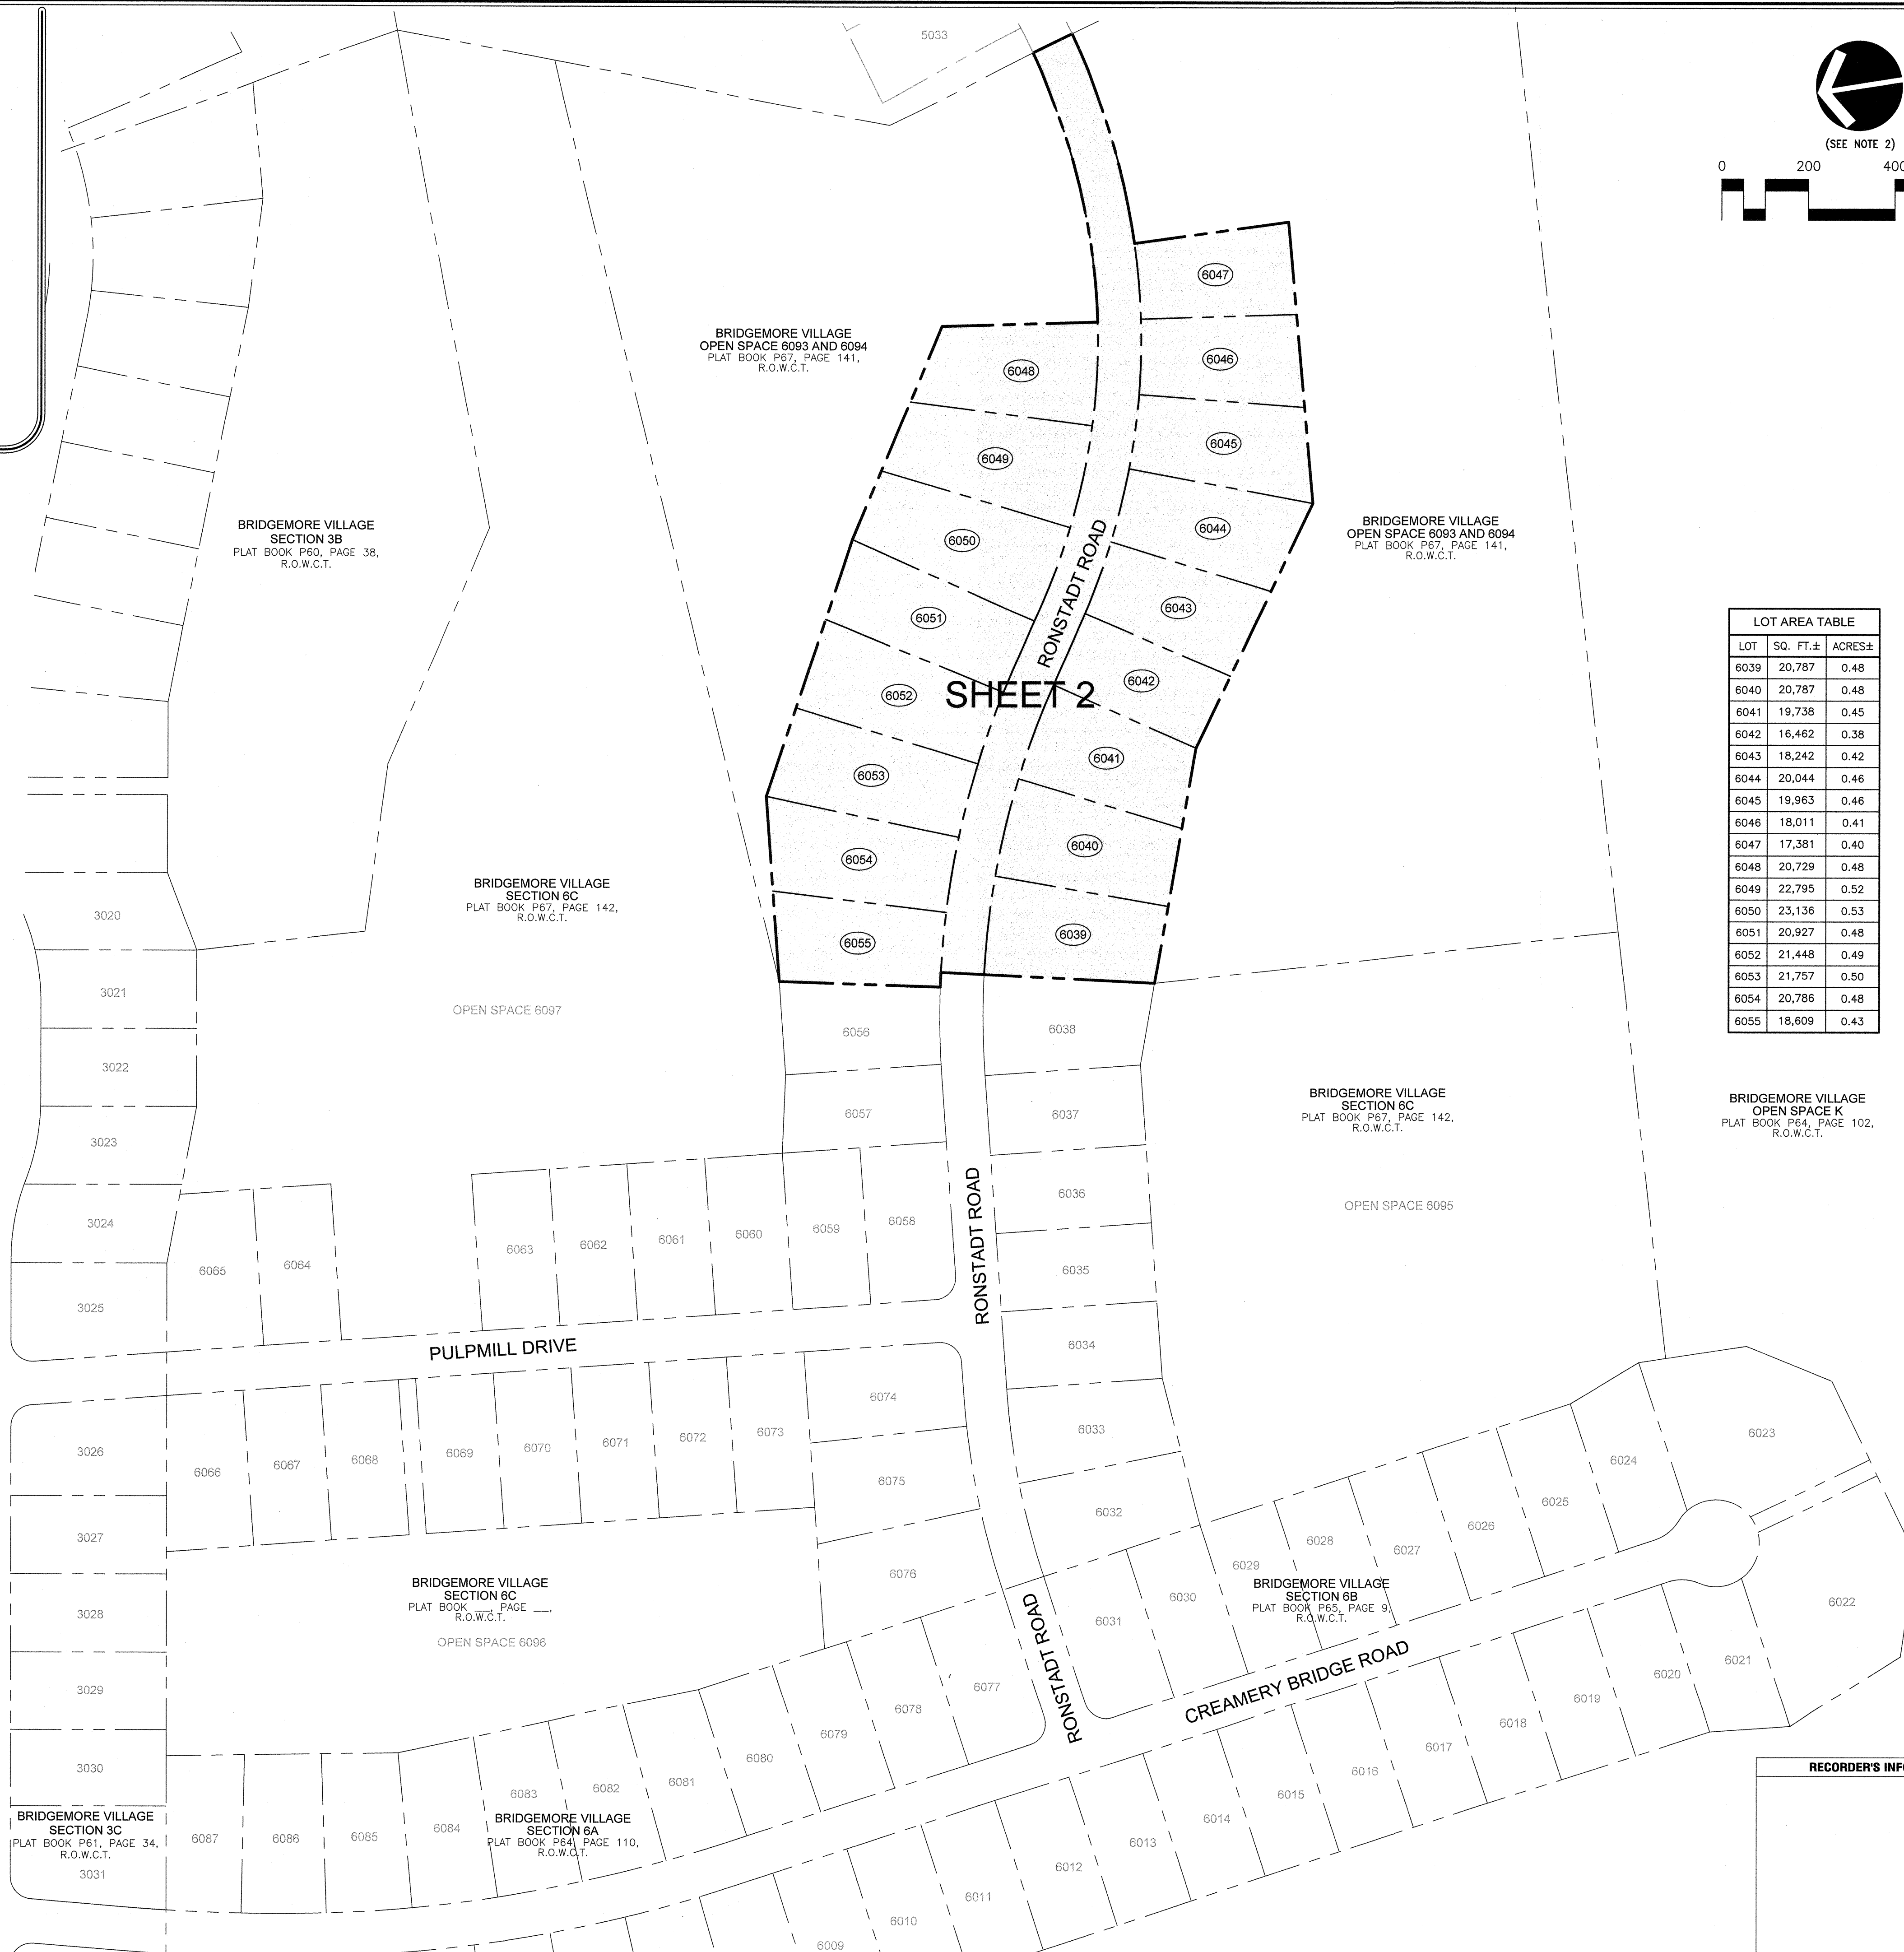 5033
(SEE NOTE 2)
0 200 400
6047
BRIDGEMORE VILLAGE
OPEN SPACE 6093 AND 6094
PLAT BOOK P67, PAGE 141,
R.O.W.C.T.
6048
6046
6049
6045
BRIDGEMORE VILLAGE
SECTION 3B
PLAT BOOK P60, PAGE 38,
R.O.W.C.T.
6050
6044
BRIDGEMORE VILLAGE
OPEN SPACE 6093 AND 6094
PLAT BOOK P67, PAGE 141,
R.O.W.C.T.
RONSTADT ROAD
6051
6043
6052
SHEET 2
6042
6053
6041
6054
6040
6055
6039
LOT AREA TABLE
LOT SQ. FT.± ACRES±
6039 20,787 0.48
6040 20,787 0.48
6041 19,738 0.45
6042 16,462 0.38
6043 18,242 0.42
6044 20,044 0.46
6045 19,963 0.46
6046 18,011 0.41
6047 17,381 0.40
6048 20,729 0.48
6049 22,795 0.52
6050 23,136 0.53
6051 20,927 0.48
6052 21,448 0.49
6053 21,757 0.50
6054 20,786 0.48
6055 18,609 0.43
BRIDGEMORE VILLAGE
SECTION 6C
PLAT BOOK P67, PAGE 142,
R.O.W.C.T.
3020
3021
OPEN SPACE 6097
6056
6038
3022
6057
6037
BRIDGEMORE VILLAGE
SECTION 6C
PLAT BOOK P67, PAGE 142,
R.O.W.C.T.
BRIDGEMORE VILLAGE
OPEN SPACE K
PLAT BOOK P64, PAGE 102,
R.O.W.C.T.
3023
3024
6036
OPEN SPACE 6095
6065
6064
6063
6062
6061
6060
6059
6058
RONSTADT ROAD
6035
3025
PULPMILL DRIVE
6034
6074
6033
3026
6066
6067
6068
6069
6070
6071
6072
6073
6075
6032
6023
6024
6025
6026
6027
6028
6029
3027
6076
3028
BRIDGEMORE VILLAGE
SECTION 6C
PLAT BOOK __, PAGE __,
R.O.W.C.T.
OPEN SPACE 6096
BRIDGEMORE VILLAGE
SECTION 6B
PLAT BOOK P65, PAGE 9,
R.O.W.C.T.
6030
6031
6022
3029
6077
6078
6079
6080
6081
6082
6083
6084
RONSTADT ROAD
CREAMERY BRIDGE ROAD
6021
6020
6019
6018
6017
6016
6015
6014
6013
6012
6011
6010
6009
3030
BRIDGEMORE VILLAGE
SECTION 3C
PLAT BOOK P61, PAGE 34,
R.O.W.C.T.
3031
6087
6086
6085
BRIDGEMORE VILLAGE
SECTION 6A
PLAT BOOK P64, PAGE 110,
R.O.W.C.T.
RECORDER'S INF